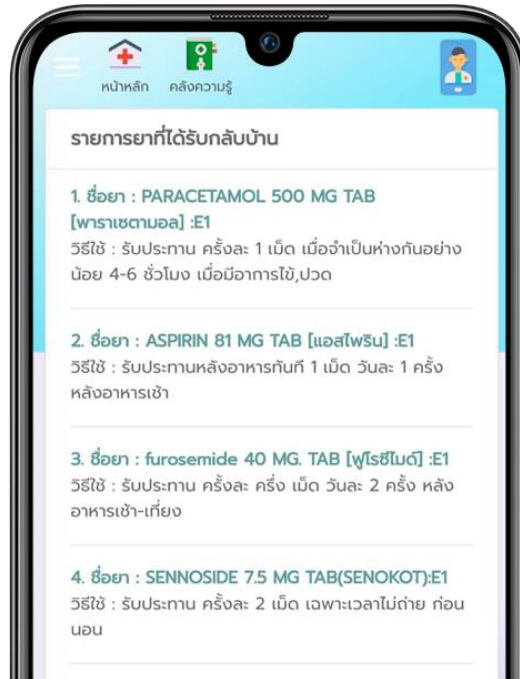 หน้าหลัก คลังความรู้
รายการยาที่ได้รับกลับบ้าน
1. ชื่อยา : PARACETAMOL 500 MG TAB
[พาราเซตามอล] :E1
วิธีใช้ : รับประทาน ครั้งละ 1 เม็ด เมื่อจำเป็นห่างกันอย่าง
น้อย 4-6 ชั่วโมง เมื่อมีอาการไข้,ปวด
2. ชื่อยา : ASPIRIN 81 MG TAB [แอสไพริน] :E1
วิธีใช้ : รับประทานหลังอาหารทันที 1 เม็ด วันละ 1 ครั้ง
หลังอาหารเช้า
3. ชื่อยา : furosemide 40 MG. TAB [ฟูโรซีไมด์] :E1
วิธีใช้ : รับประทาน ครั้งละ ครึ่ง เม็ด วันละ 2 ครั้ง หลัง
อาหารเช้า-เที่ยง
4. ชื่อยา : SENNOSIDE 7.5 MG TAB(SENOKOT):E1
วิธีใช้ : รับประทาน ครั้งละ 2 เม็ด เฉพาะเวลาไม่ถ่าย ก่อน
นอน